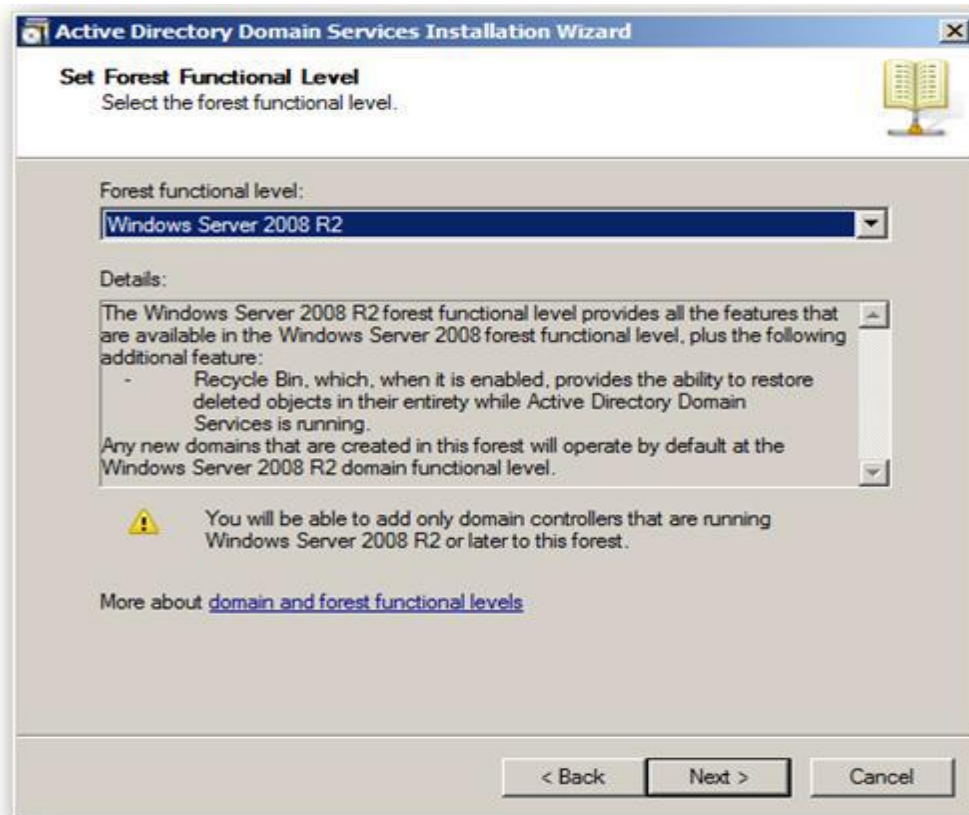 Active Directory Domain Services Installation Wizard
Set Forest Functional Level
Select the forest functional level.
Forest functional level:
Windows Server 2008 R2
Details:
The Windows Server 2008 R2 forest functional level provides all the features that
are available in the Windows Server 2008 forest functional level, plus the following
additional feature:
- Recycle Bin, which, when it is enabled, provides the ability to restore
deleted objects in their entirety while Active Directory Domain
Services is running.
Any new domains that are created in this forest will operate by default at the
Windows Server 2008 R2 domain functional level.
You will be able to add only domain controllers that are running
Windows Server 2008 R2 or later to this forest.
More about domain and forest functional levels
< Back Next > Cancel